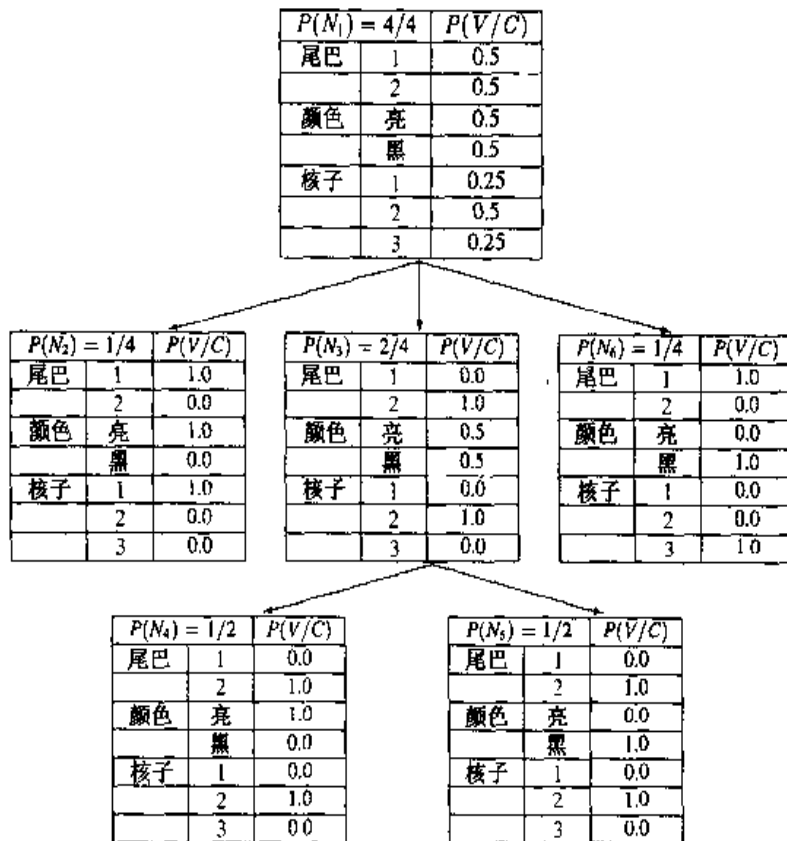 P(N₁) = 4/4 P(V/C)
尾巴 1 0.5
2 0.5
颜色 亮 0.5
黑 0.5
核子 1 0.25
2 0.5
3 0.25
P(N₂) = 1/4 P(V/C)
尾巴 1 1.0
2 0.0
颜色 亮 1.0
黑 0.0
核子 1 1.0
2 0.0
3 0.0
P(N₃) = 2/4 P(V/C)
尾巴 1 0.0
2 1.0
颜色 亮 0.5
黑 0.5
核子 1 0.0
2 1.0
3 0.0
P(N₆) = 1/4 P(V/C)
尾巴 1 1.0
2 0.0
颜色 亮 0.0
黑 1.0
核子 1 0.0
2 0.0
3 1.0
P(N₄) = 1/2 P(V/C)
尾巴 1 0.0
2 1.0
颜色 亮 1.0
黑 0.0
核子 1 0.0
2 1.0
3 0.0
P(N₅) = 1/2 P(V/C)
尾巴 1 0.0
2 1.0
颜色 亮 0.0
黑 1.0
核子 1 0.0
2 1.0
3 0.0